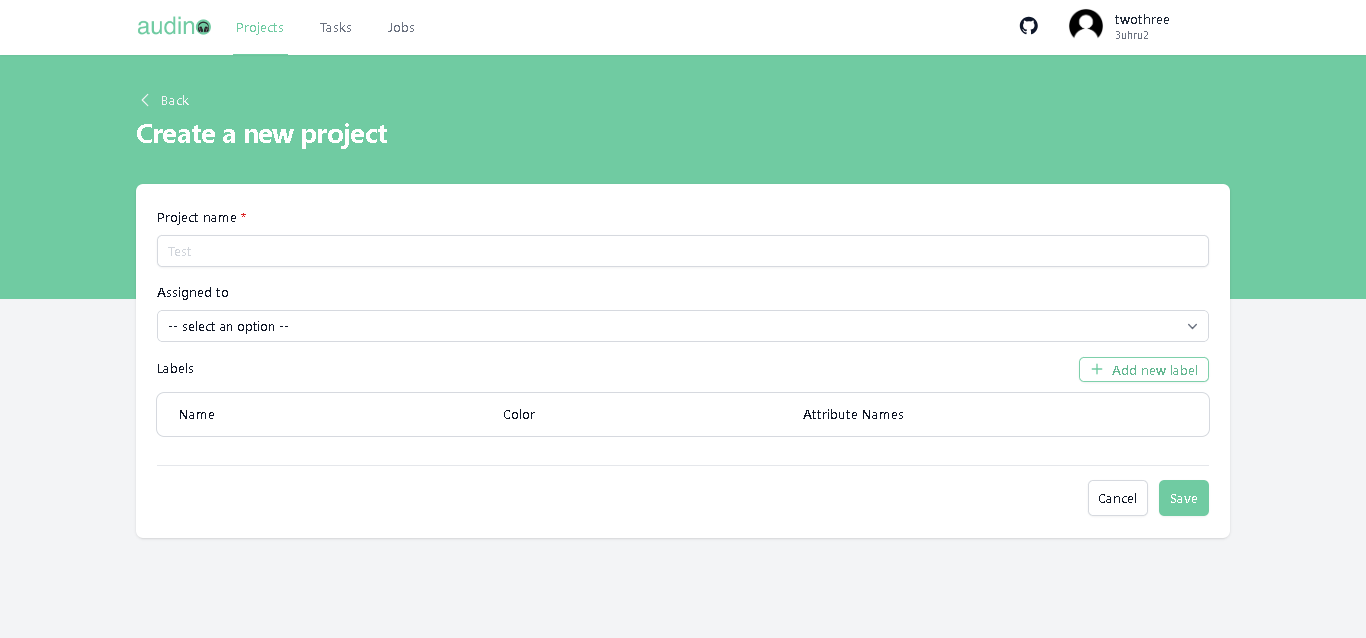 audino Projects Tasks Jobs twothree
3uhru2
Back
Create a new project
Project name *
Test
Assigned to
-- select an option --
Labels + Add new label
Name Color Attribute Names
Cancel Save